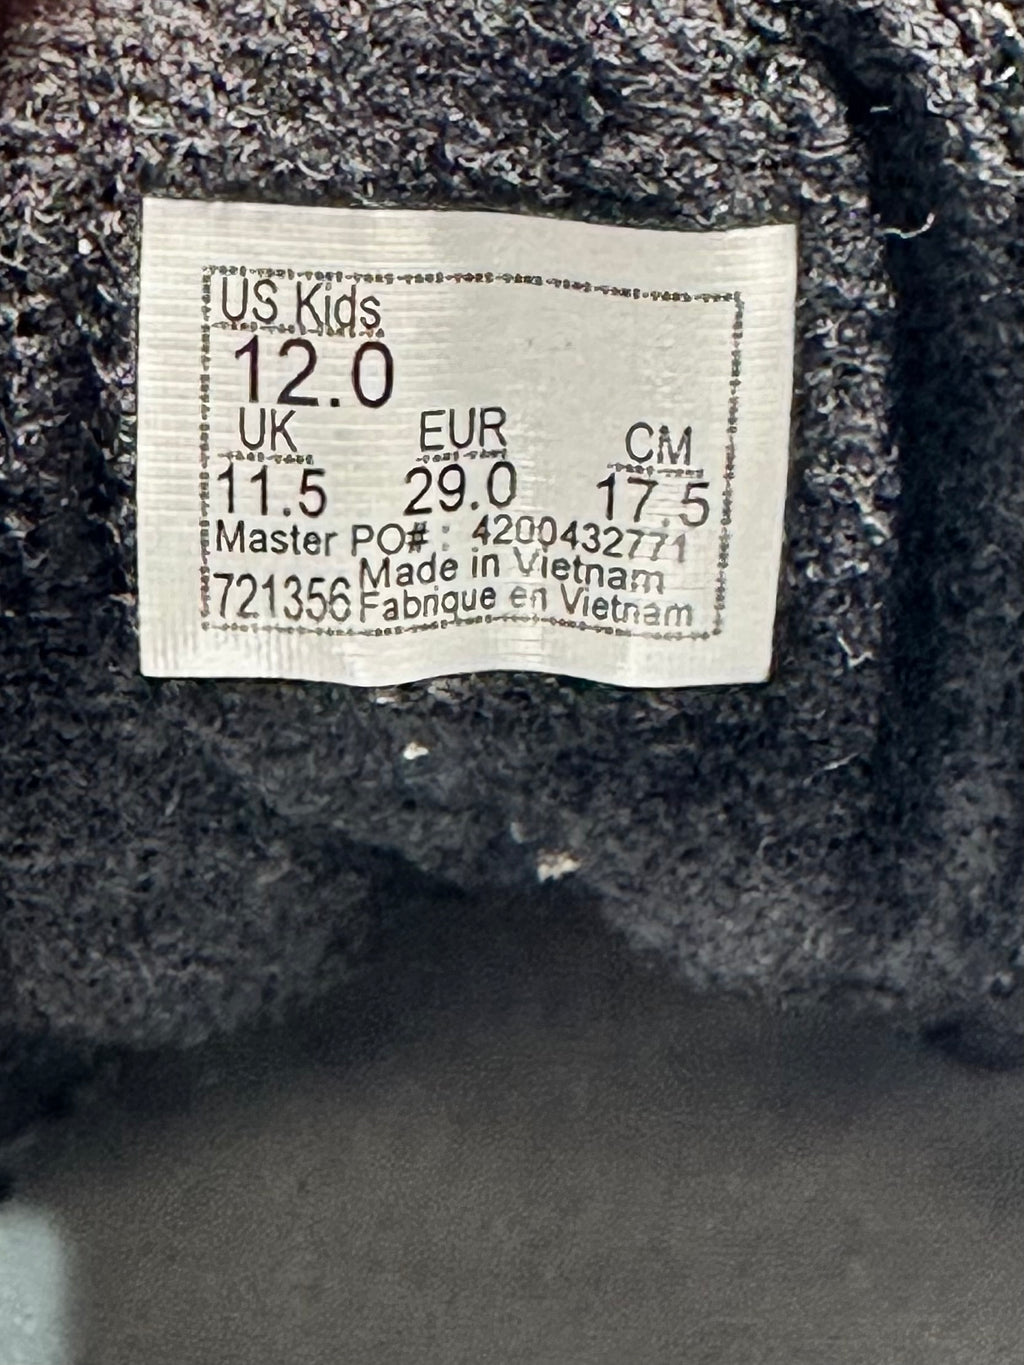 US Kids
12.0
UK EUR CM
11.5 29.0 17.5
Master PO# : 4200432771
721356 Made in Vietnam
Fabrique en Vietnam